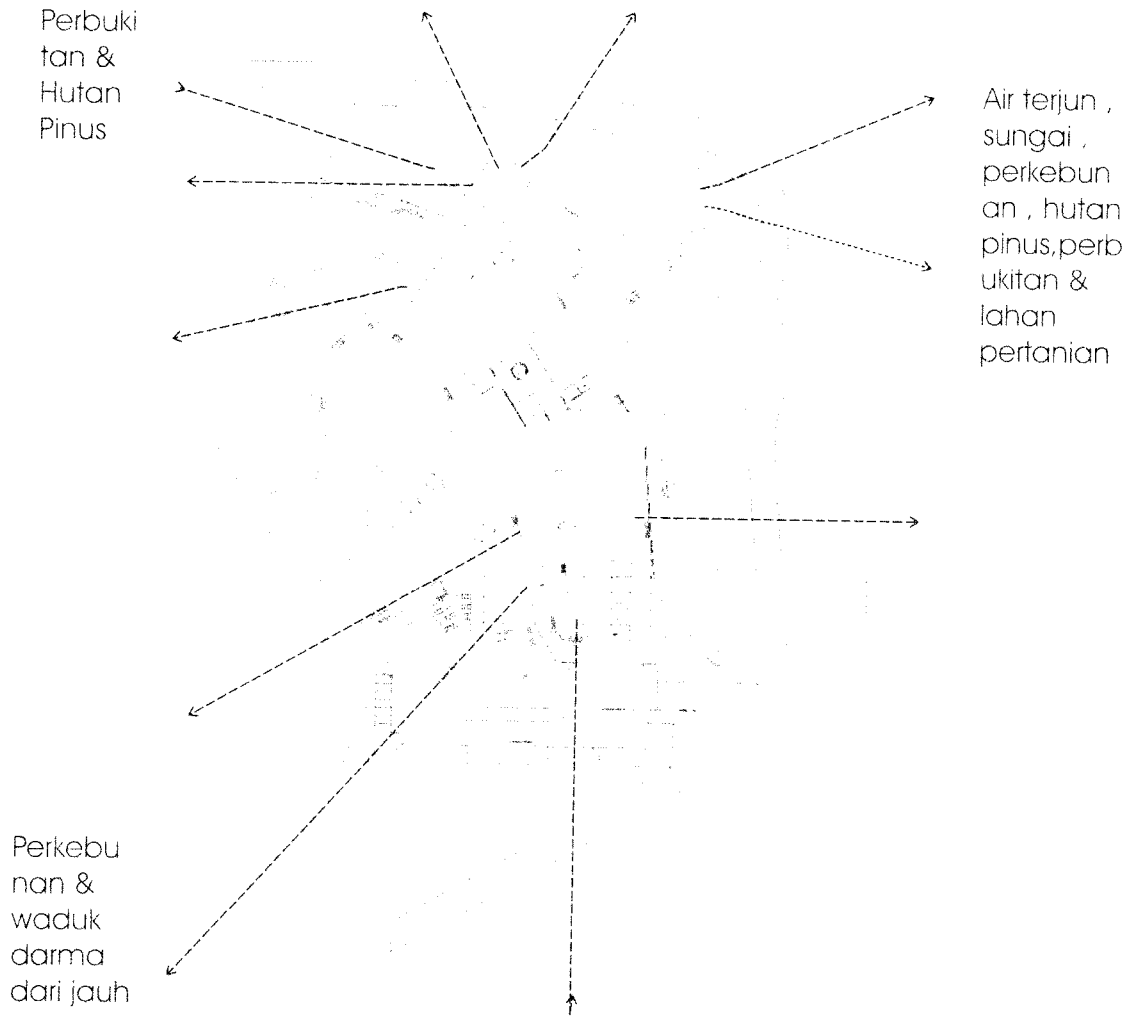 Perbuki
tan &
Hutan
Pinus
Air terjun ,
sungai ,
perkebun
an , hutan
pinus,perb
ukitan &
lahan
pertanian
Perkebu
nan &
waduk
darma
dari jauh